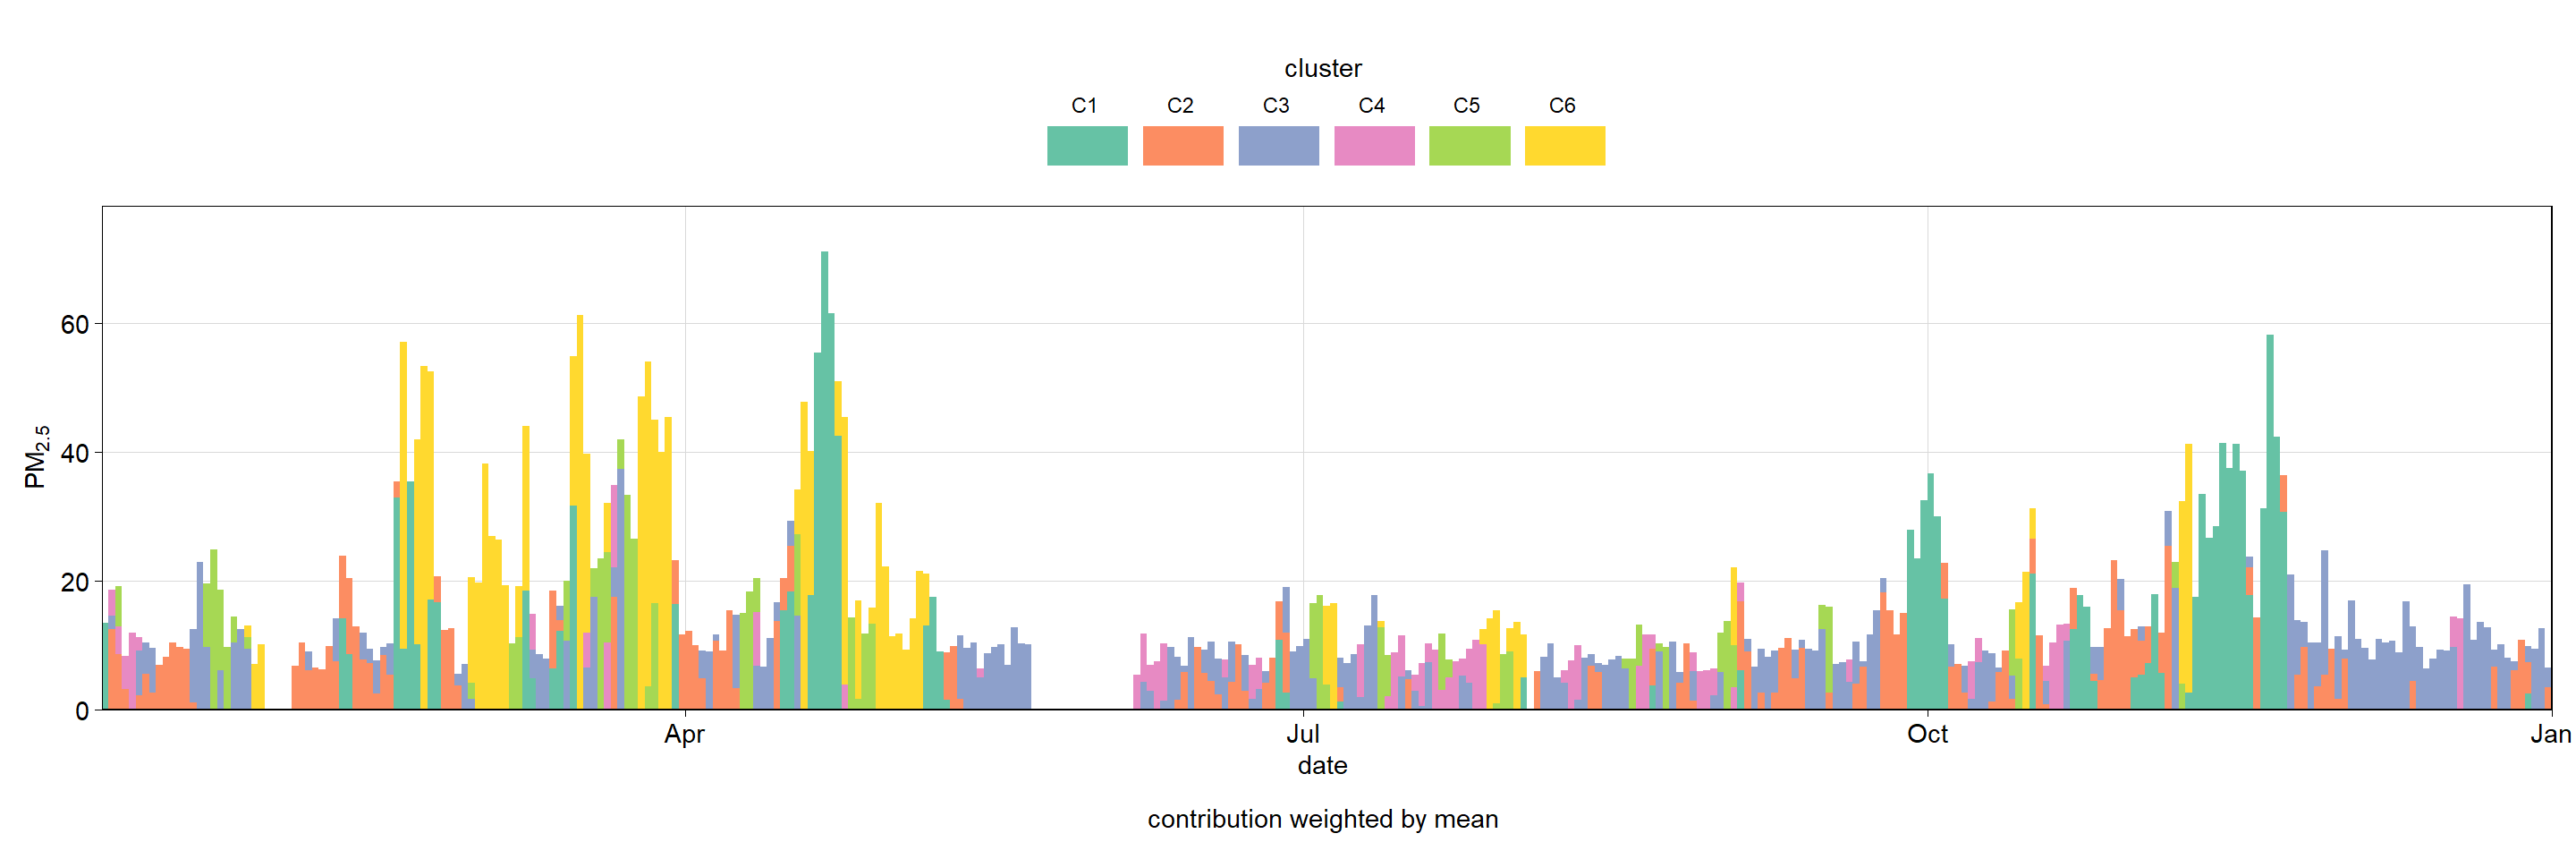 cluster
C1 C2 C3 C4 C5 C6
PM2.5
60
40
20
0
Apr Jul Oct Jan
date
contribution weighted by mean